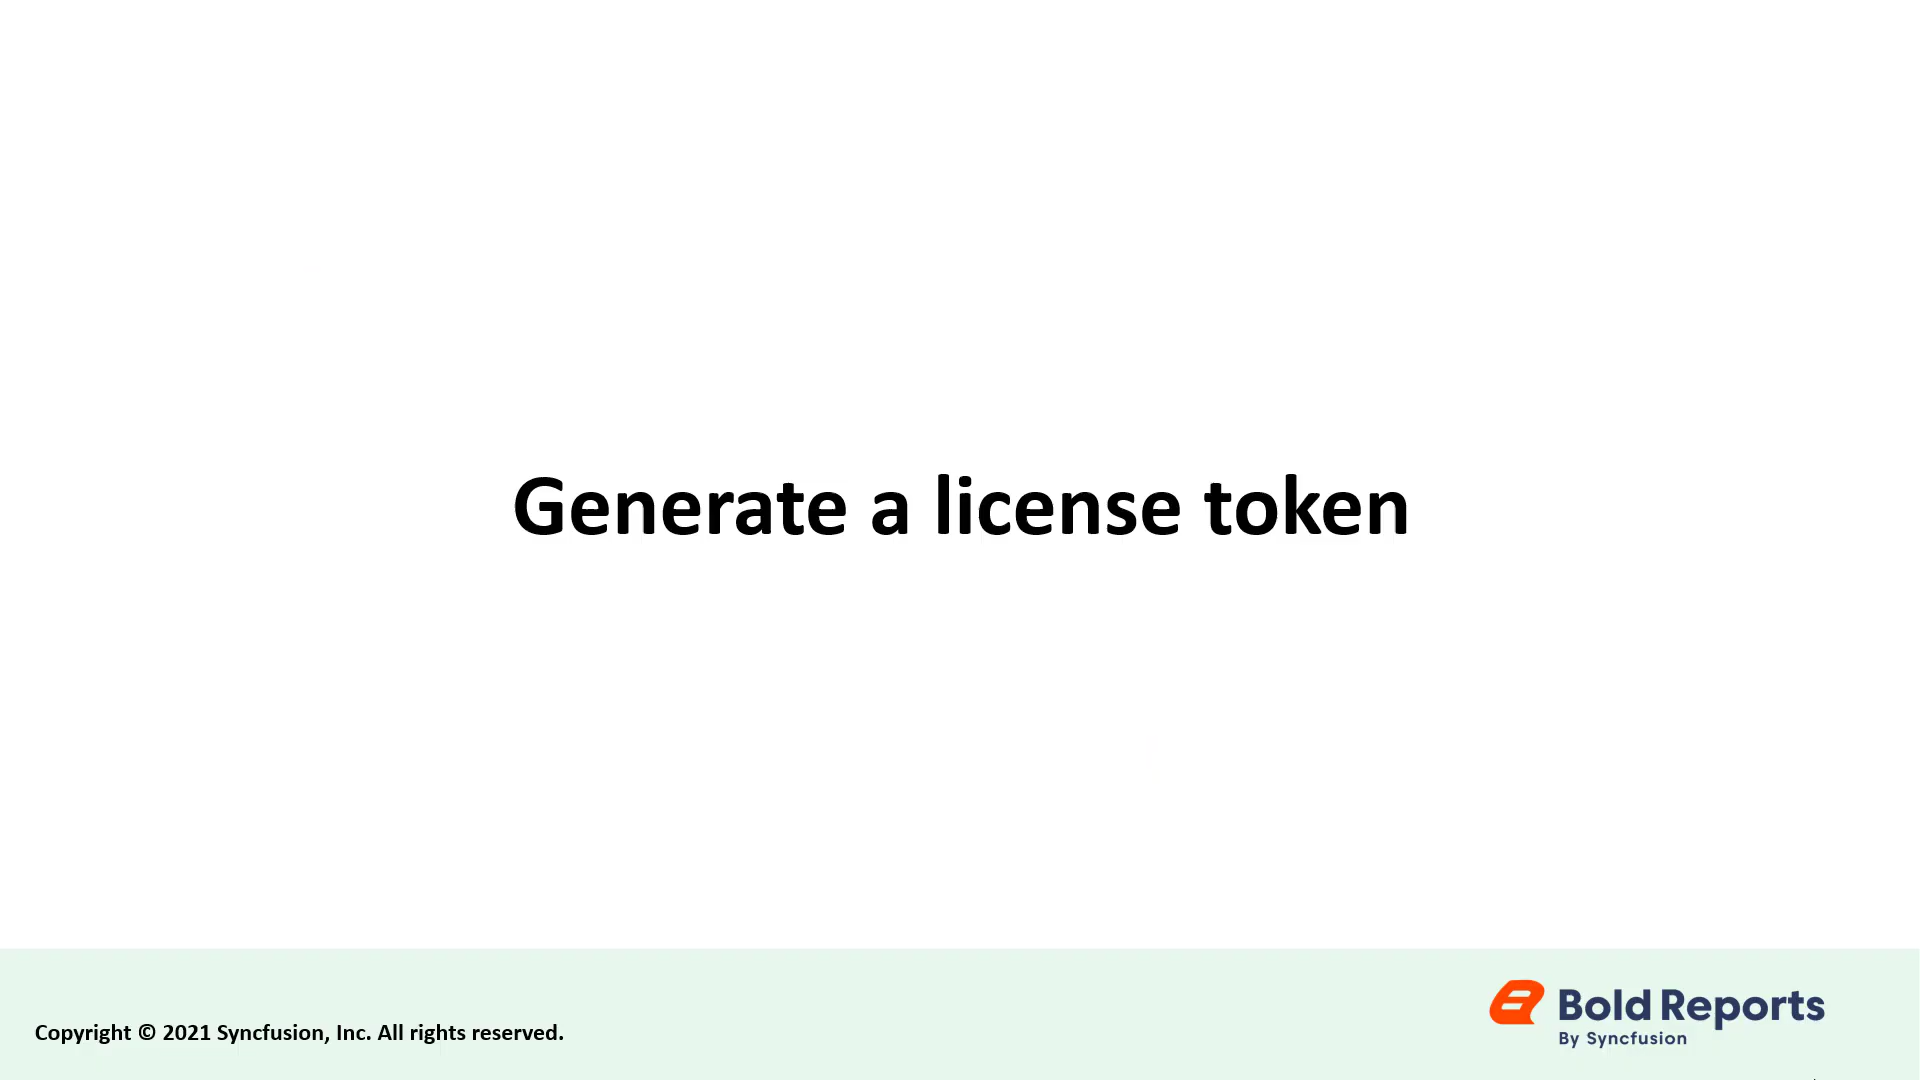 Generate a license token
Copyright © 2021 Syncfusion, Inc. All rights reserved.
Bold Reports
By Syncfusion